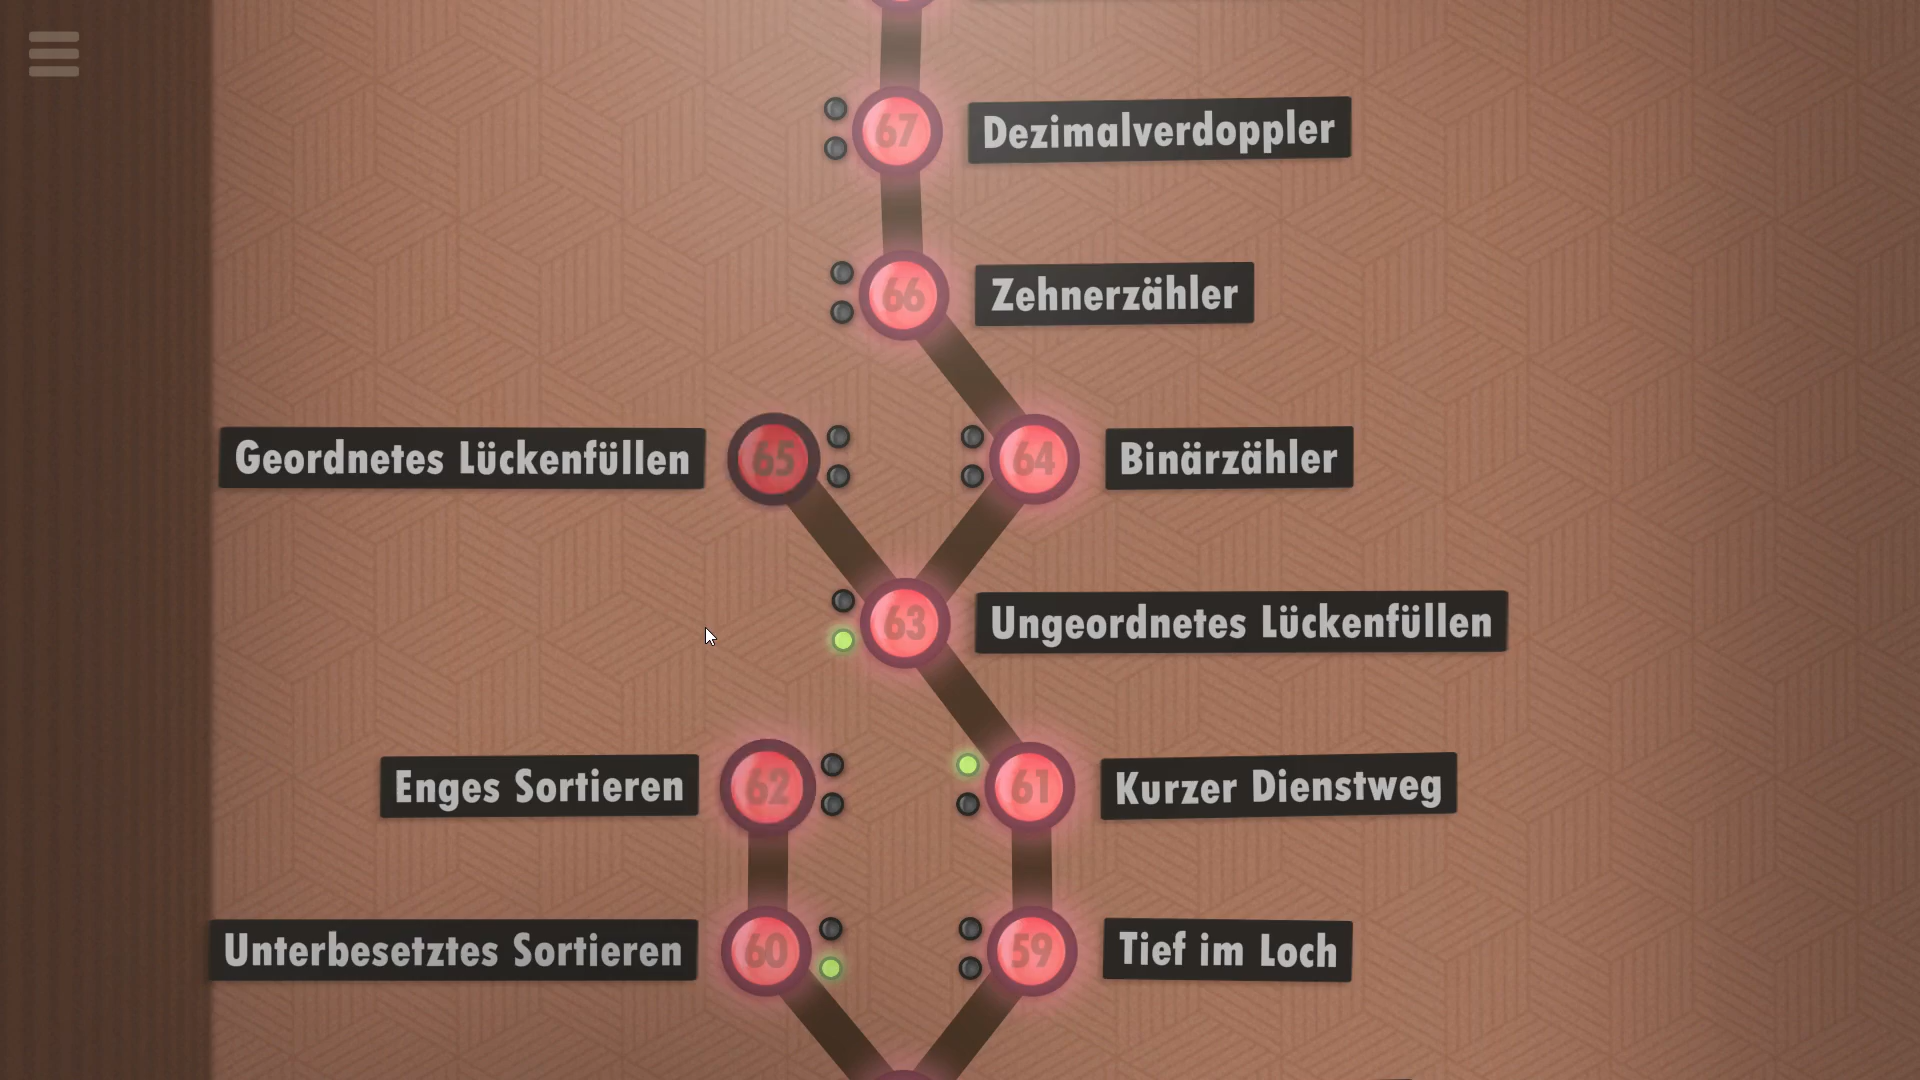 67 Dezimalverdoppler
66 Zehnerzähler
Geordnetes Lückenfüllen 65
64 Binärzähler
63 Ungeordnetes Lückenfüllen
Enges Sortieren 62
61 Kurzer Dienstweg
Unterbesetztes Sortieren 60
59 Tief im Loch